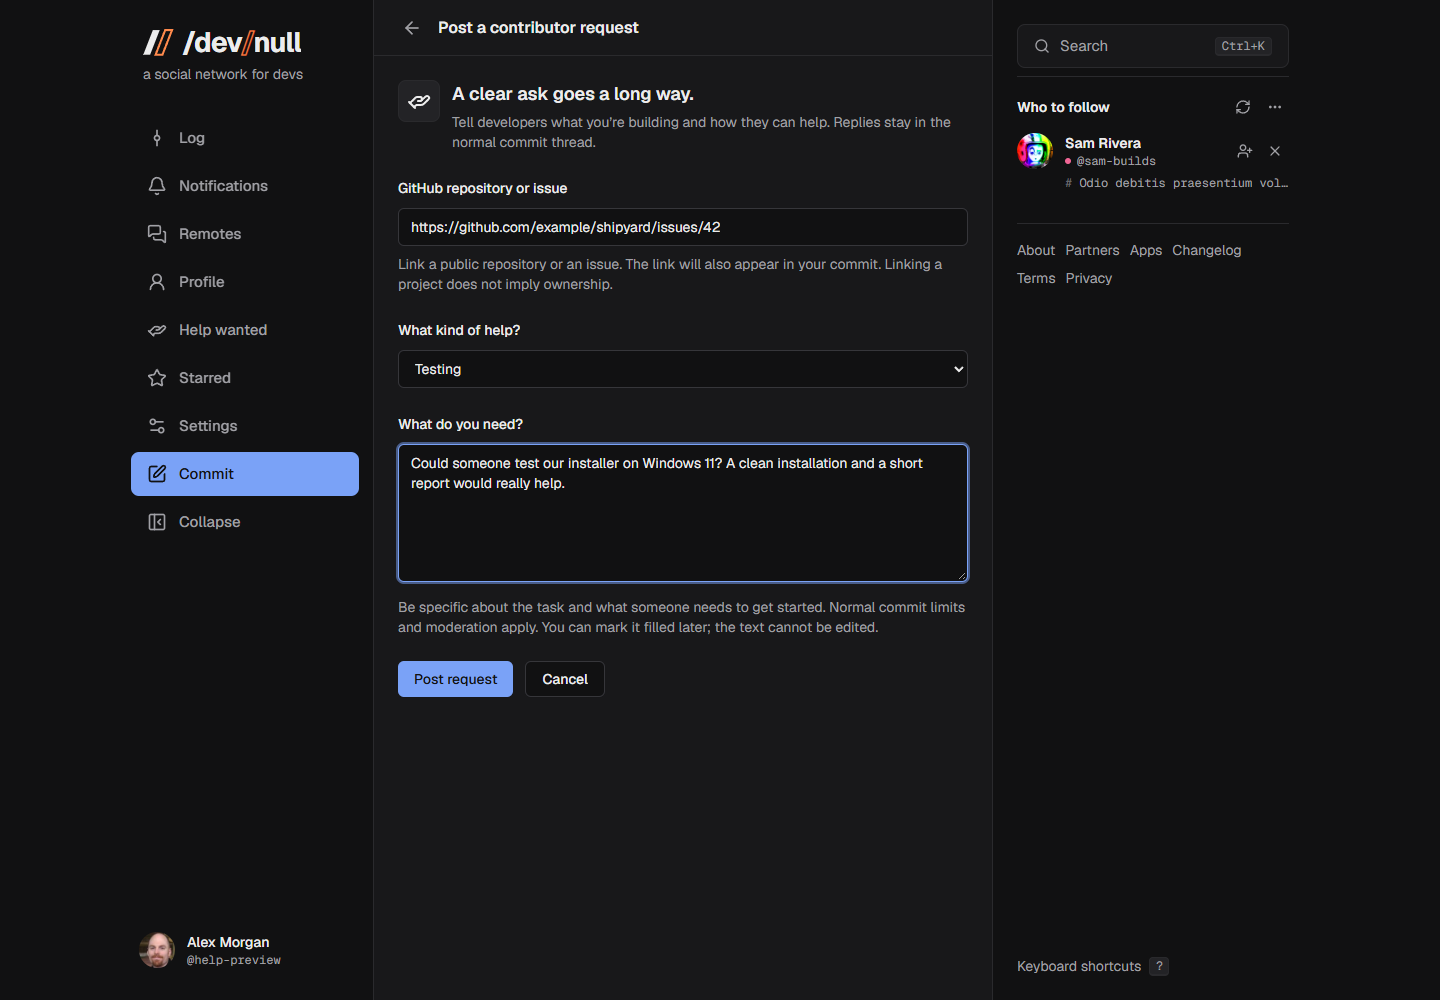 // /dev/null
a social network for devs
Log
Notifications
Remotes
Profile
Help wanted
Starred
Settings
Commit
Collapse
Alex Morgan
@help-preview
Post a contributor request
A clear ask goes a long way.
Tell developers what you're building and how they can help. Replies stay in the
normal commit thread.
GitHub repository or issue
https://github.com/example/shipyard/issues/42
Link a public repository or an issue. The link will also appear in your commit. Linking a
project does not imply ownership.
What kind of help?
Testing
What do you need?
Could someone test our installer on Windows 11? A clean installation and a short
report would really help.
Be specific about the task and what someone needs to get started. Normal commit limits
and moderation apply. You can mark it filled later; the text cannot be edited.
Post request Cancel
Search Ctrl+K
Who to follow
Sam Rivera
@sam-builds
# Odio debitis praesentium vol…
About Partners Apps Changelog
Terms Privacy
Keyboard shortcuts ?